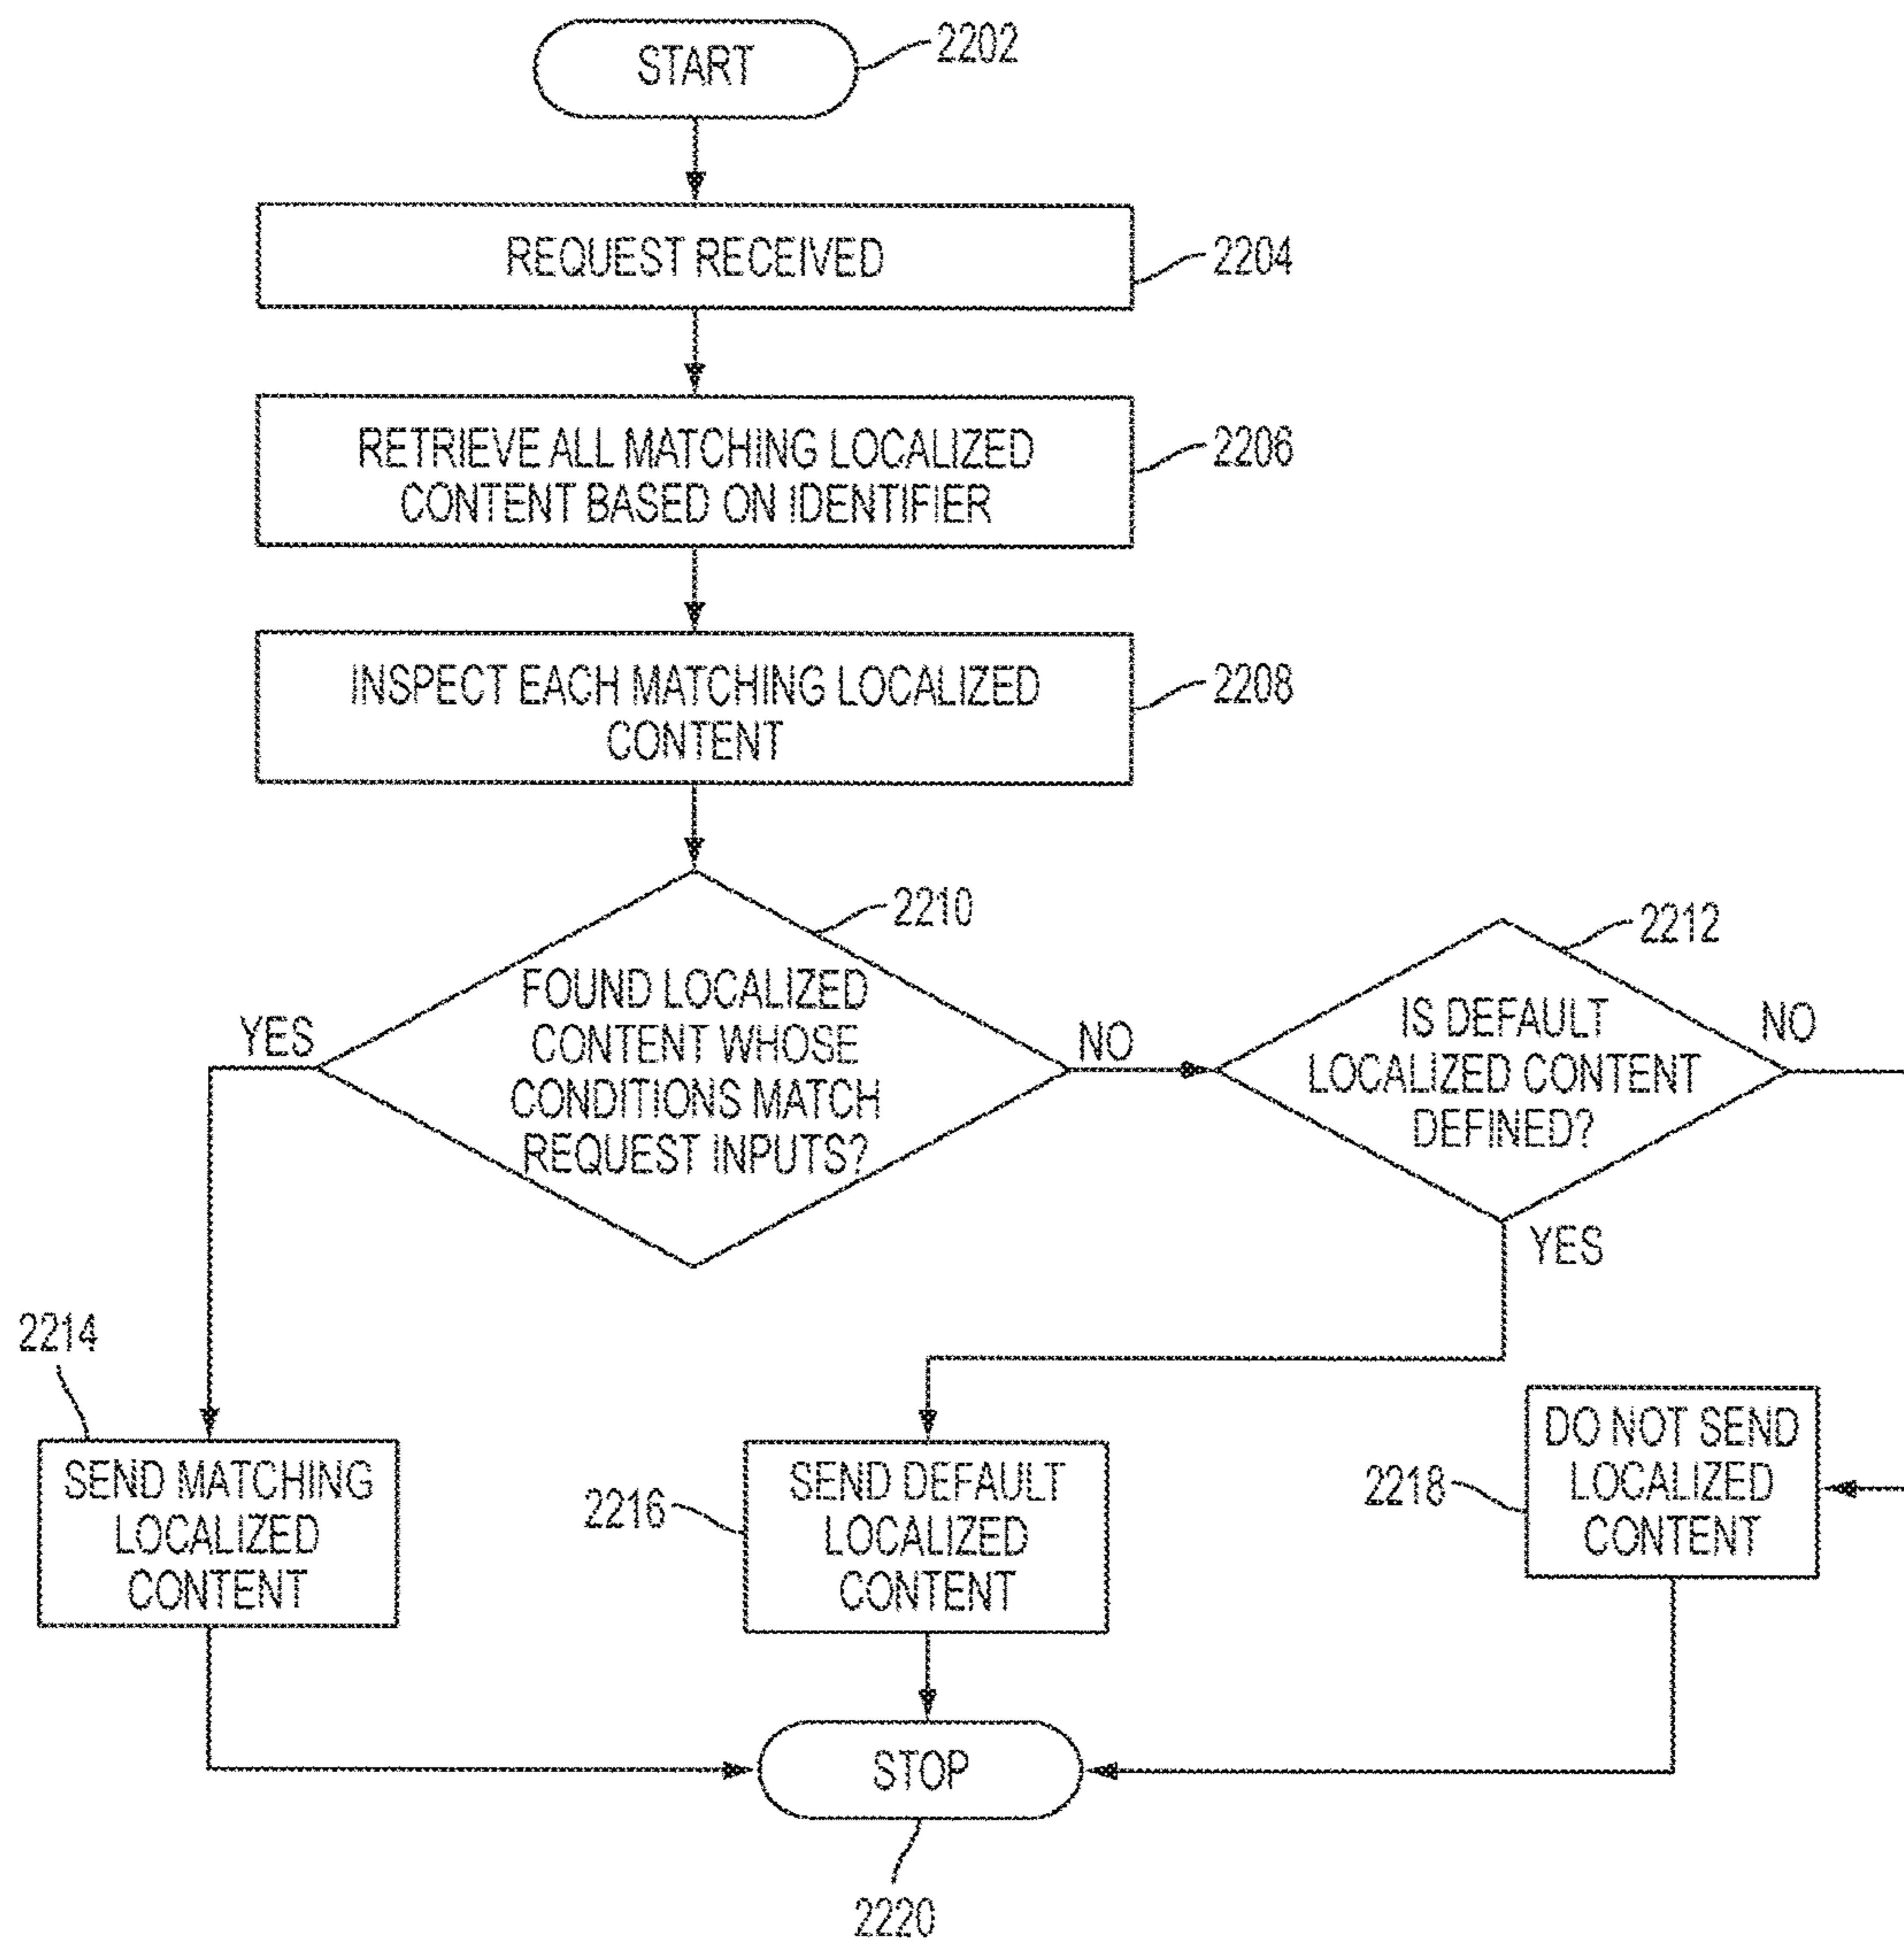 START
2202
REQUEST RECEIVED
2204
RETRIEVE ALL MATCHING LOCALIZED
CONTENT BASED ON IDENTIFIER
2206
INSPECT EACH MATCHING LOCALIZED
CONTENT
2208
2210
FOUND LOCALIZED
CONTENT WHOSE
CONDITIONS MATCH
REQUEST INPUTS?
YES
NO
2212
IS DEFAULT
LOCALIZED CONTENT
DEFINED?
NO
YES
2214
SEND MATCHING
LOCALIZED
CONTENT
2216
SEND DEFAULT
LOCALIZED
CONTENT
2218
DO NOT SEND
LOCALIZED
CONTENT
STOP
2220